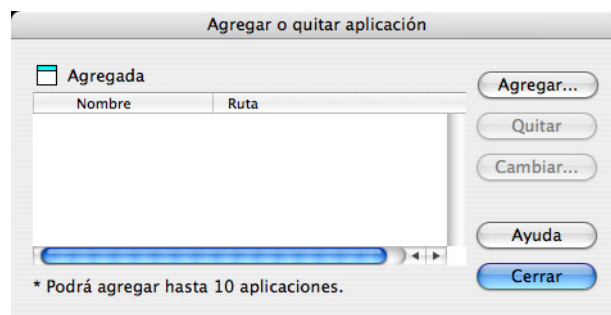 Agregar o quitar aplicación
Agregada
Nombre Ruta
Agregar...
Quitar
Cambiar...
Ayuda
Cerrar
* Podrá agregar hasta 10 aplicaciones.